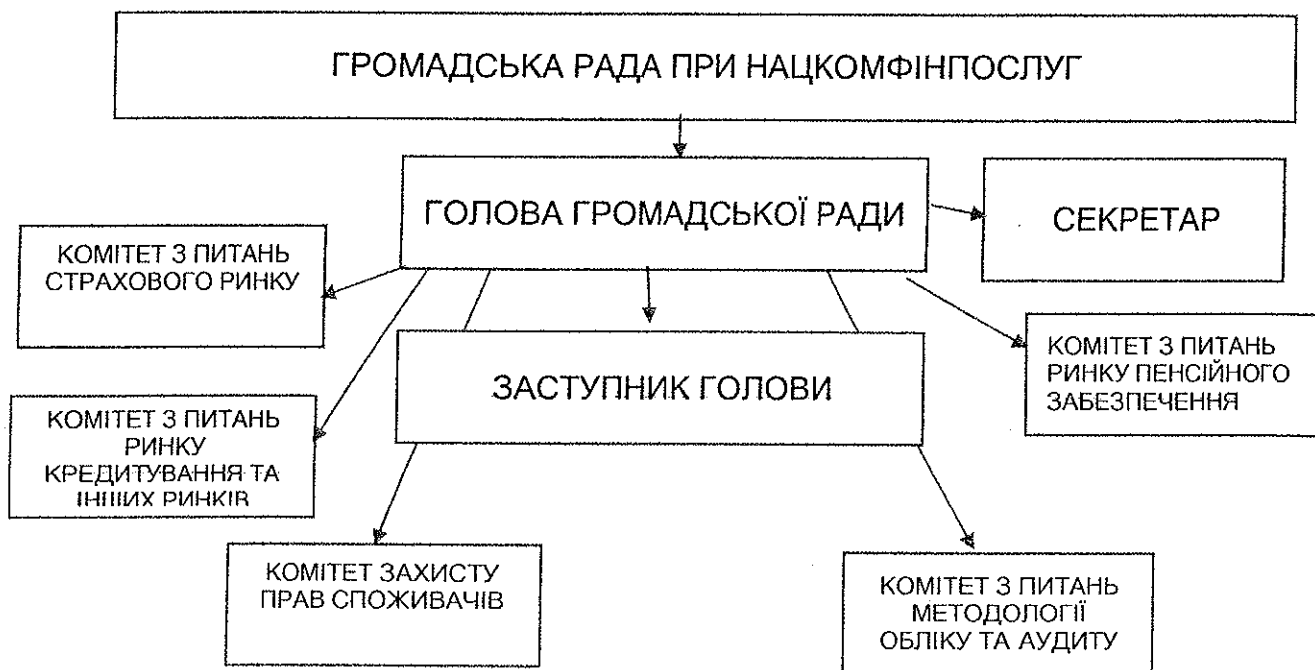 ГРОМАДСЬКА РАДА ПРИ НАЦКОМФІНПОСЛУГ
ГОЛОВА ГРОМАДСЬКОЇ РАДИ
СЕКРЕТАР
КОМІТЕТ З ПИТАНЬ
СТРАХОВОГО РИНКУ
ЗАСТУПНИК ГОЛОВИ
КОМІТЕТ З ПИТАНЬ
РИНКУ ПЕНСІЙНОГО
ЗАБЕЗПЕЧЕННЯ
КОМІТЕТ З ПИТАНЬ
РИНКУ
КРЕДИТУВАННЯ ТА
ІНШИХ РИНКІВ
КОМІТЕТ ЗАХИСТУ
ПРАВ СПОЖИВАЧІВ
КОМІТЕТ З ПИТАНЬ
МЕТОДОЛОГІЇ
ОБЛІКУ ТА АУДИТУ